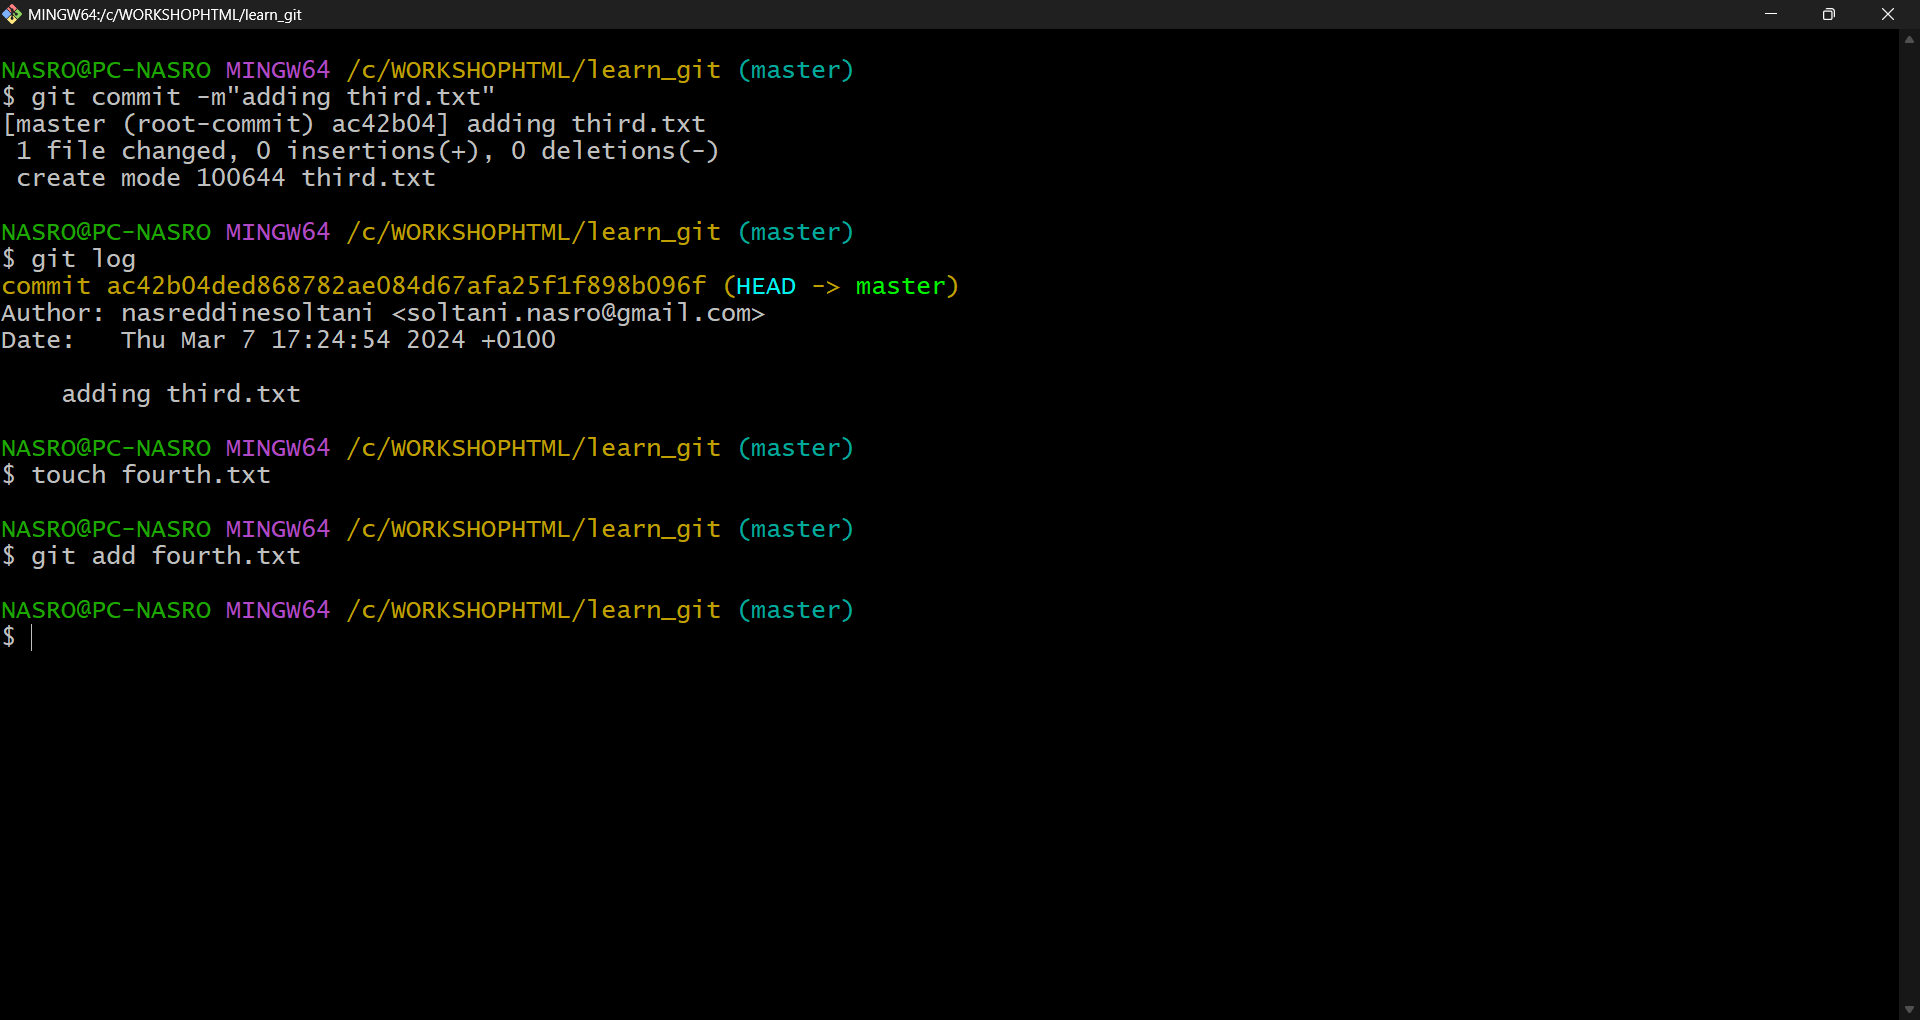 MINGW64:/c/WORKSHOPHTML/learn_git
NASRO@PC-NASRO MINGW64 /c/WORKSHOPHTML/learn_git (master)
$ git commit -m"adding third.txt"
[master (root-commit) ac42b04] adding third.txt
 1 file changed, 0 insertions(+), 0 deletions(-)
 create mode 100644 third.txt
NASRO@PC-NASRO MINGW64 /c/WORKSHOPHTML/learn_git (master)
$ git log
commit ac42b04ded868782ae084d67afa25f1f898b096f (HEAD -> master)
Author: nasreddinesoltani <soltani.nasro@gmail.com>
Date:   Thu Mar 7 17:24:54 2024 +0100
    adding third.txt
NASRO@PC-NASRO MINGW64 /c/WORKSHOPHTML/learn_git (master)
$ touch fourth.txt
NASRO@PC-NASRO MINGW64 /c/WORKSHOPHTML/learn_git (master)
$ git add fourth.txt
NASRO@PC-NASRO MINGW64 /c/WORKSHOPHTML/learn_git (master)
$